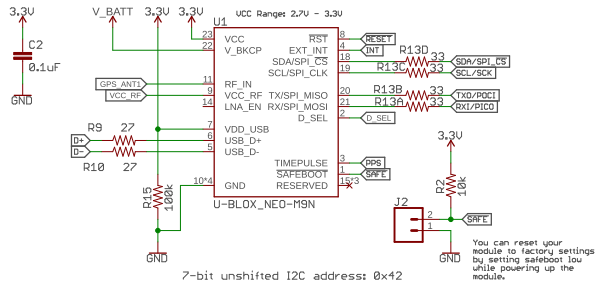 3.3V
V_BATT
3.3V
3.3V
VCC Range: 2.7V - 3.3V
U1
C2
0.1uF
GND
23 VCC
22 V_BKCP
11 RF_IN
9 VCC_RF
14 LNA_EN
7 VDD_USB
6 USB_D+
5 USB_D-
10*4 GND
RST 8
EXT_INT 4
SDA/SPI_CS 18
SCL/SPI_CLK 19
TX/SPI_MISO 20
RX/SPI_MOSI 21
D_SEL 2
TIMEPULSE 3
SAFEBOOT 1
RESERVED 15*3
U-BLOX_NEO-M9N
GPS_ANT1
VCC_RF
R9
27
D+
D-
R10
27
R15
100k
GND
RESET
INT
R13D
33
SDA/SPI_CS
R13C
33
SCL/SCK
R13B
33
TXO/POCI
R13A
33
RXI/PICO
D_SEL
PPS
SAFE
3.3V
R2
10k
J2
2
1
SAFE
GND
You can reset your
module to factory settings
by setting safeboot low
while powering up the
module.
7-bit unshifted I2C address: 0x42